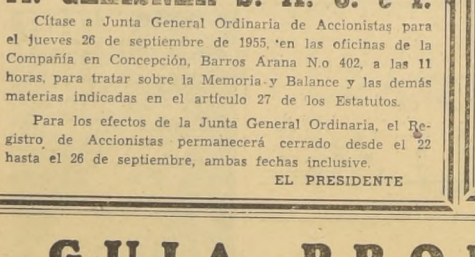 S. A. C. e I.
Cítase a Junta General Ordinaria de Accionistas para
el jueves 26 de septiembre de 1955, en las oficinas de la
Compañía en Concepción, Barros Arana N.o 402, a las 11
horas, para tratar sobre la Memoria y Balance y las demás
materias indicadas en el artículo 27 de los Estatutos.
Para los efectos de la Junta General Ordinaria, el Re-
gistro de Accionistas permanecerá cerrado desde el 22
hasta el 26 de septiembre, ambas fechas inclusive.
EL PRESIDENTE
GUIA